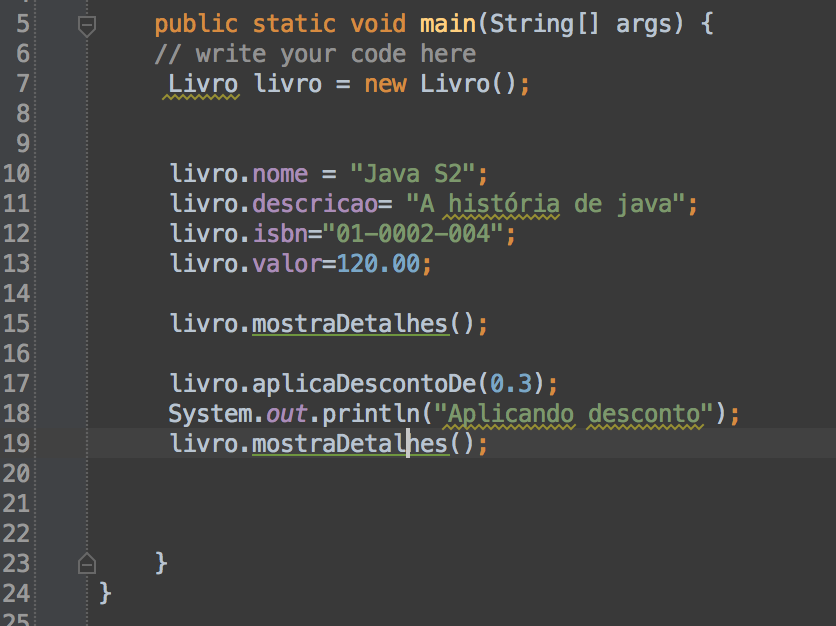 5 public static void main(String[] args) {
6 // write your code here
7 Livro livro = new Livro();
8
9
10 livro.nome = "Java S2";
11 livro.descricao= "A história de java";
12 livro.isbn="01-0002-004";
13 livro.valor=120.00;
14
15 livro.mostraDetalhes();
16
17 livro.aplicaDescontoDe(0.3);
18 System.out.println("Aplicando desconto");
19 livro.mostraDetalhes();
20
21
22
23 }
24 }
25